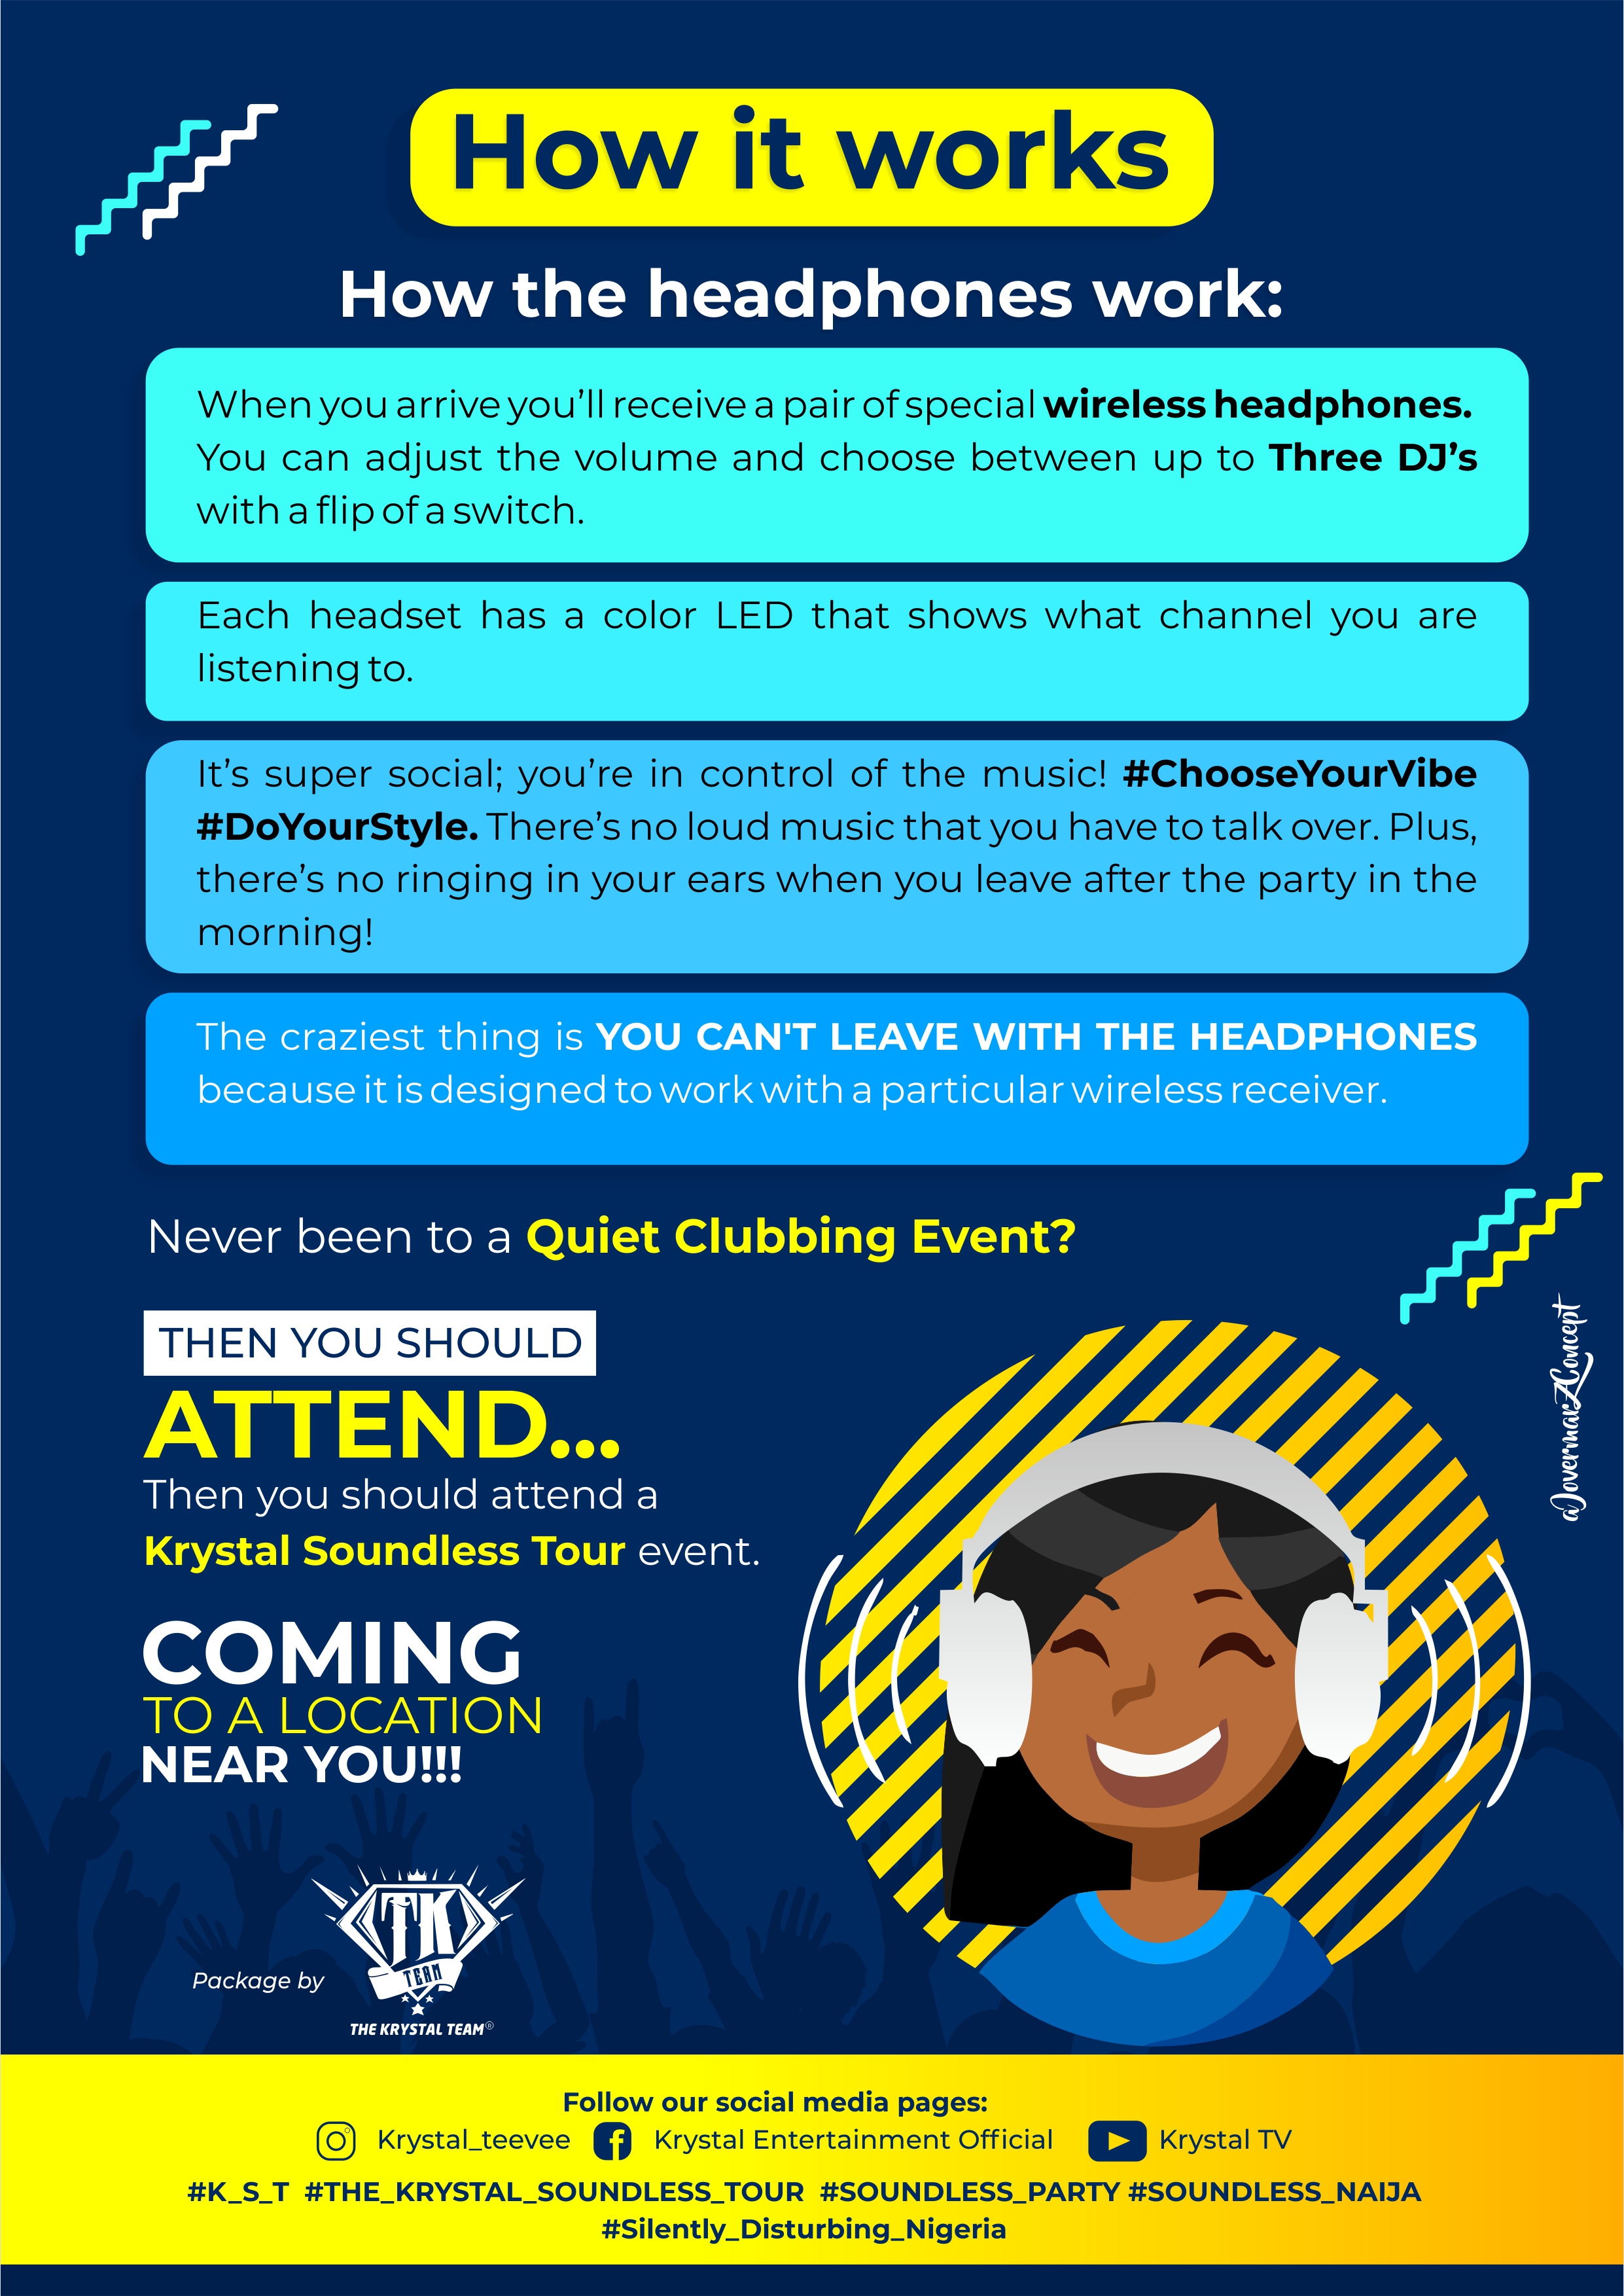 How it works
How the headphones work:
When you arrive you'll receive a pair of special wireless headphones.
You can adjust the volume and choose between up to Three DJ's
with a flip of a switch.
Each headset has a color LED that shows what channel you are
listening to.
It's super social; you're in control of the music! #ChooseYourVibe
#DoYourStyle. There's no loud music that you have to talk over. Plus,
there's no ringing in your ears when you leave after the party in the
morning!
The craziest thing is YOU CAN'T LEAVE WITH THE HEADPHONES
because it is designed to work with a particular wireless receiver.
Never been to a Quiet Clubbing Event?
THEN YOU SHOULD
ATTEND...
Then you should attend a
Krystal Soundless Tour event.
COMING
TO A LOCATION
NEAR YOU!!!
TK
TEAM
Package by
THE KRYSTAL TEAM®
Follow our social media pages:
Krystal_teevee Krystal Entertainment Official Krystal TV
#K_S_T #THE_KRYSTAL_SOUNDLESS_TOUR #SOUNDLESS_PARTY #SOUNDLESS_NAIJA
#Silently_Disturbing_Nigeria